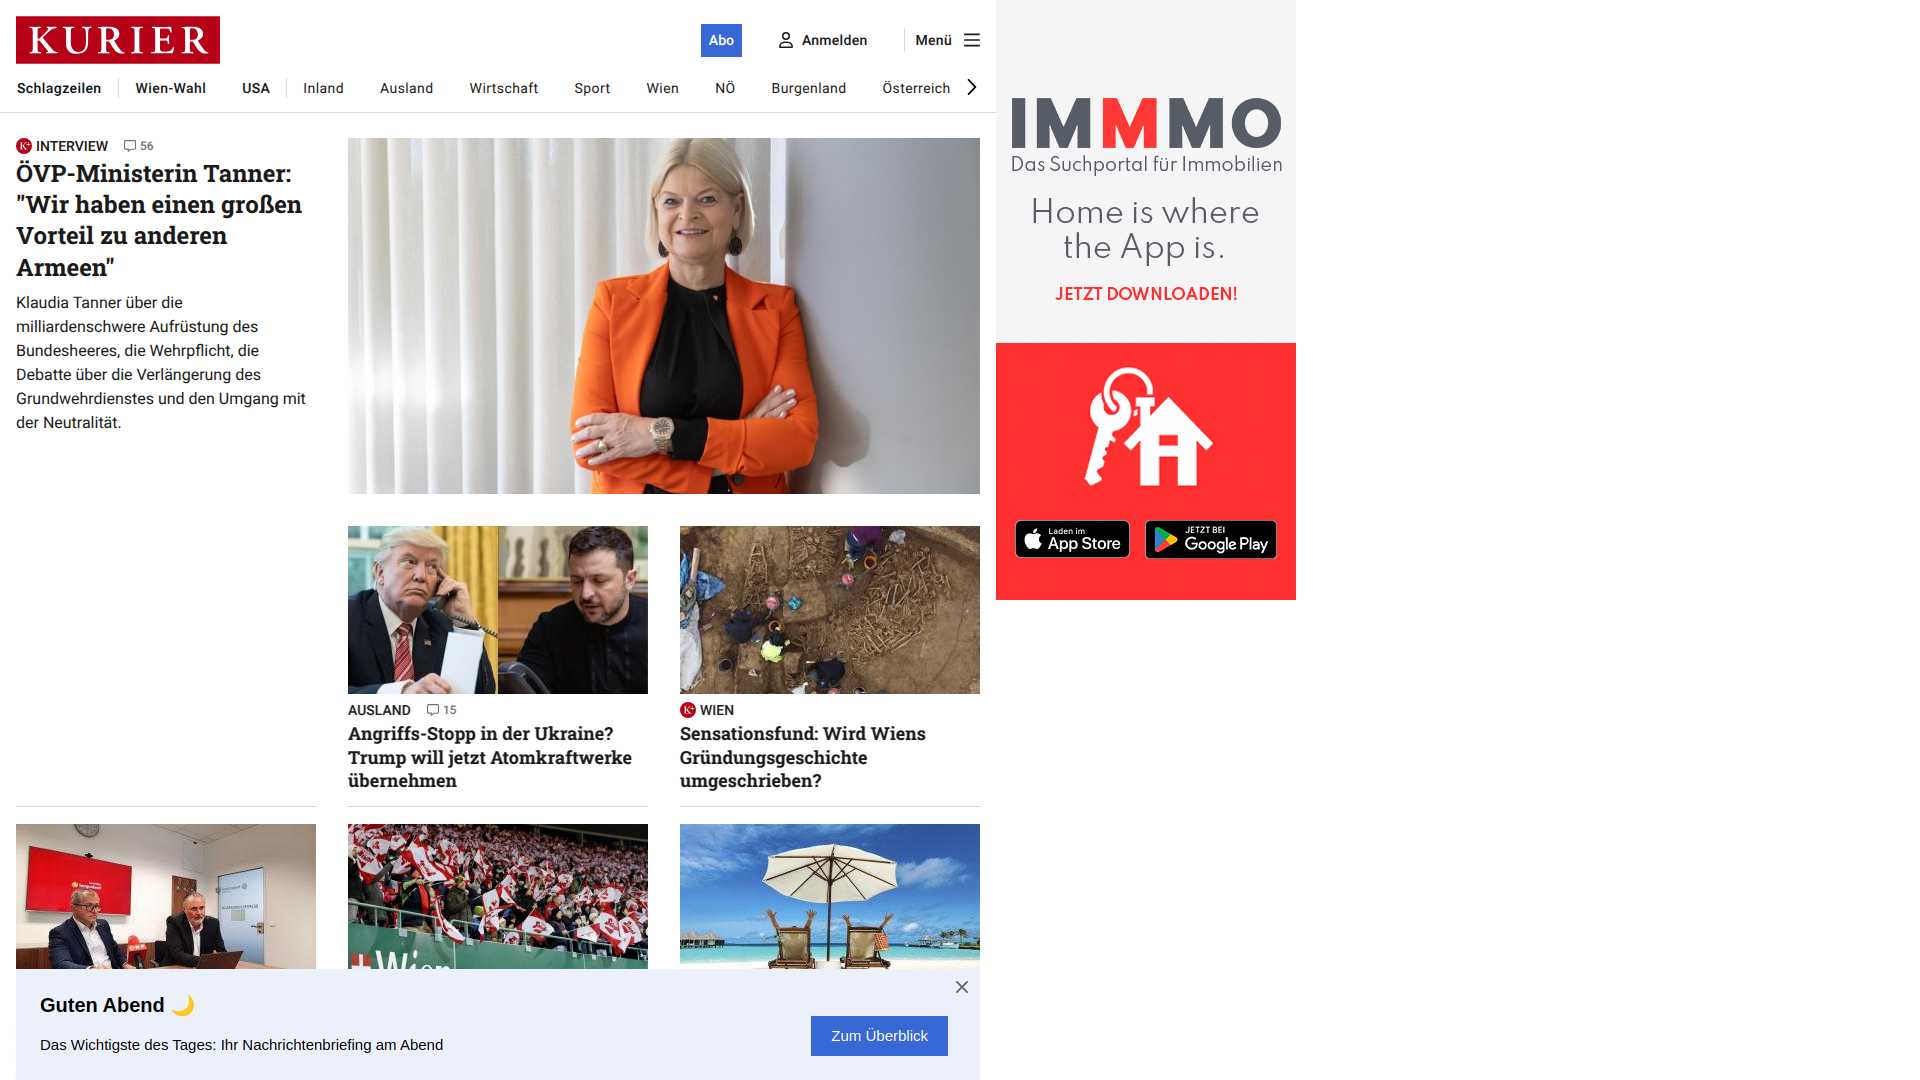 KURIER
Abo
Anmelden
Menü
Schlagzeilen
Wien-Wahl
USA
Inland
Ausland
Wirtschaft
Sport
Wien
NÖ
Burgenland
Österreich
INTERVIEW
56
ÖVP-Ministerin Tanner:
"Wir haben einen großen
Vorteil zu anderen
Armeen"
Klaudia Tanner über die
milliardenschwere Aufrüstung des
Bundesheeres, die Wehrpflicht, die
Debatte über die Verlängerung des
Grundwehrdienstes und den Umgang mit
der Neutralität.
AUSLAND
15
Angriffs-Stopp in der Ukraine?
Trump will jetzt Atomkraftwerke
übernehmen
WIEN
Sensationsfund: Wird Wiens
Gründungsgeschichte
umgeschrieben?
Wien
Guten Abend
Das Wichtigste des Tages: Ihr Nachrichtenbriefing am Abend
Zum Überblick
IMMMO
Das Suchportal für Immobilien
Home is where
the App is.
JETZT DOWNLOADEN!
Laden im
App Store
JETZT BEI
Google Play